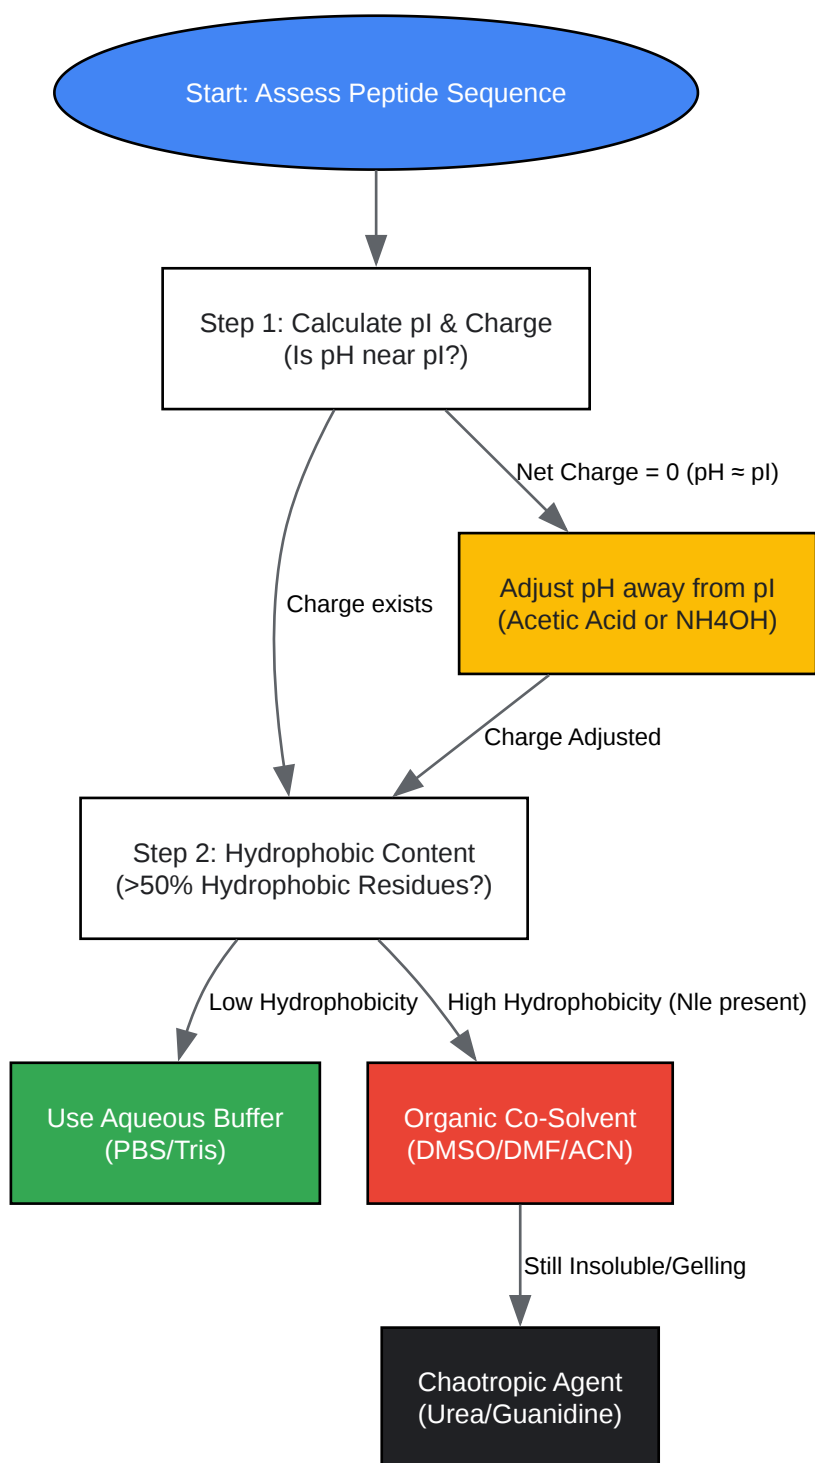 Start: Assess Peptide Sequence
Step 1: Calculate pI & Charge
(Is pH near pI?)
Net Charge = 0 (pH ≈ pI)
Adjust pH away from pI
(Acetic Acid or NH4OH)
Charge exists
Charge Adjusted
Step 2: Hydrophobic Content
(>50% Hydrophobic Residues?)
Low Hydrophobicity
High Hydrophobicity (Nle present)
Use Aqueous Buffer
(PBS/Tris)
Organic Co-Solvent
(DMSO/DMF/ACN)
Still Insoluble/Gelling
Chaotropic Agent
(Urea/Guanidine)